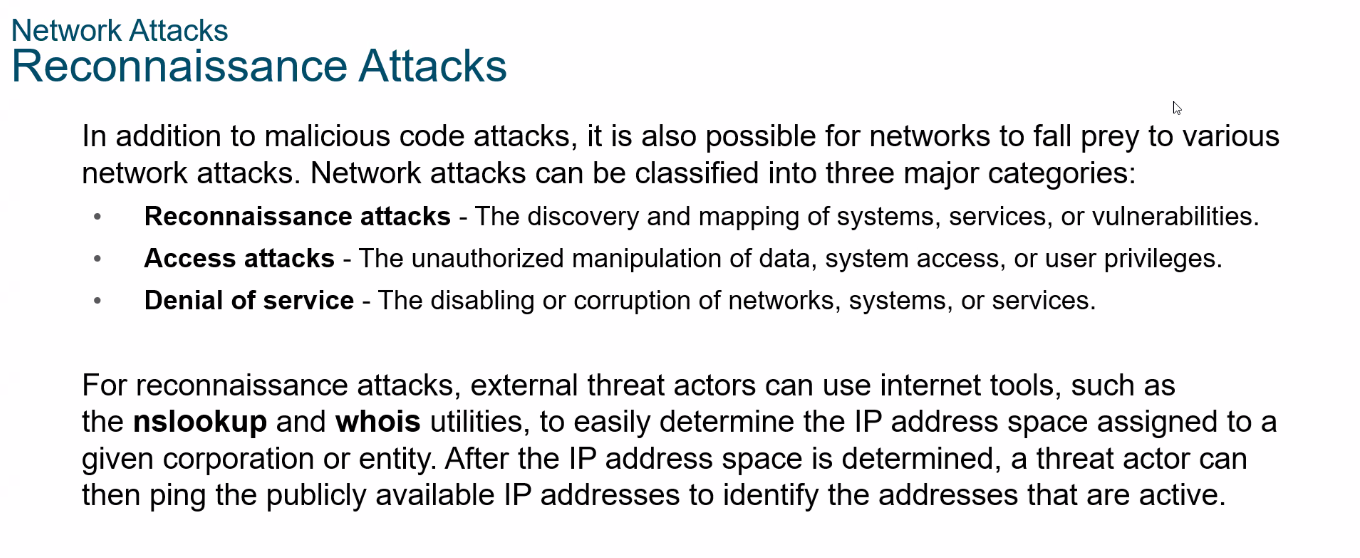 Network Attacks
Reconnaissance Attacks
In addition to malicious code attacks, it is also possible for networks to fall prey to various
network attacks. Network attacks can be classified into three major categories:
• Reconnaissance attacks - The discovery and mapping of systems, services, or vulnerabilities.
• Access attacks - The unauthorized manipulation of data, system access, or user privileges.
• Denial of service - The disabling or corruption of networks, systems, or services.
For reconnaissance attacks, external threat actors can use internet tools, such as
the nslookup and whois utilities, to easily determine the IP address space assigned to a
given corporation or entity. After the IP address space is determined, a threat actor can
then ping the publicly available IP addresses to identify the addresses that are active.